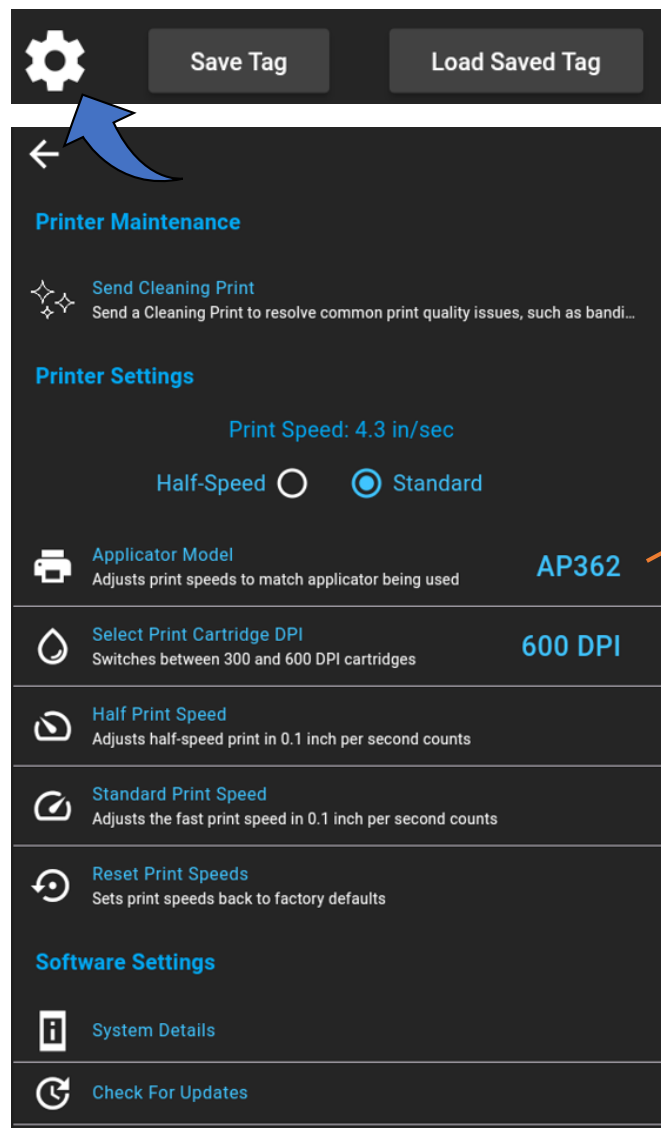 Save Tag
Load Saved Tag
Printer Maintenance
Send Cleaning Print
Send a Cleaning Print to resolve common print quality issues, such as bandi...
Printer Settings
Print Speed: 4.3 in/sec
Half-Speed
Standard
Applicator Model
Adjusts print speeds to match applicator being used
AP362
Select Print Cartridge DPI
Switches between 300 and 600 DPI cartridges
600 DPI
Half Print Speed
Adjusts half-speed print in 0.1 inch per second counts
Standard Print Speed
Adjusts the fast print speed in 0.1 inch per second counts
Reset Print Speeds
Sets print speeds back to factory defaults
Software Settings
System Details
Check For Updates